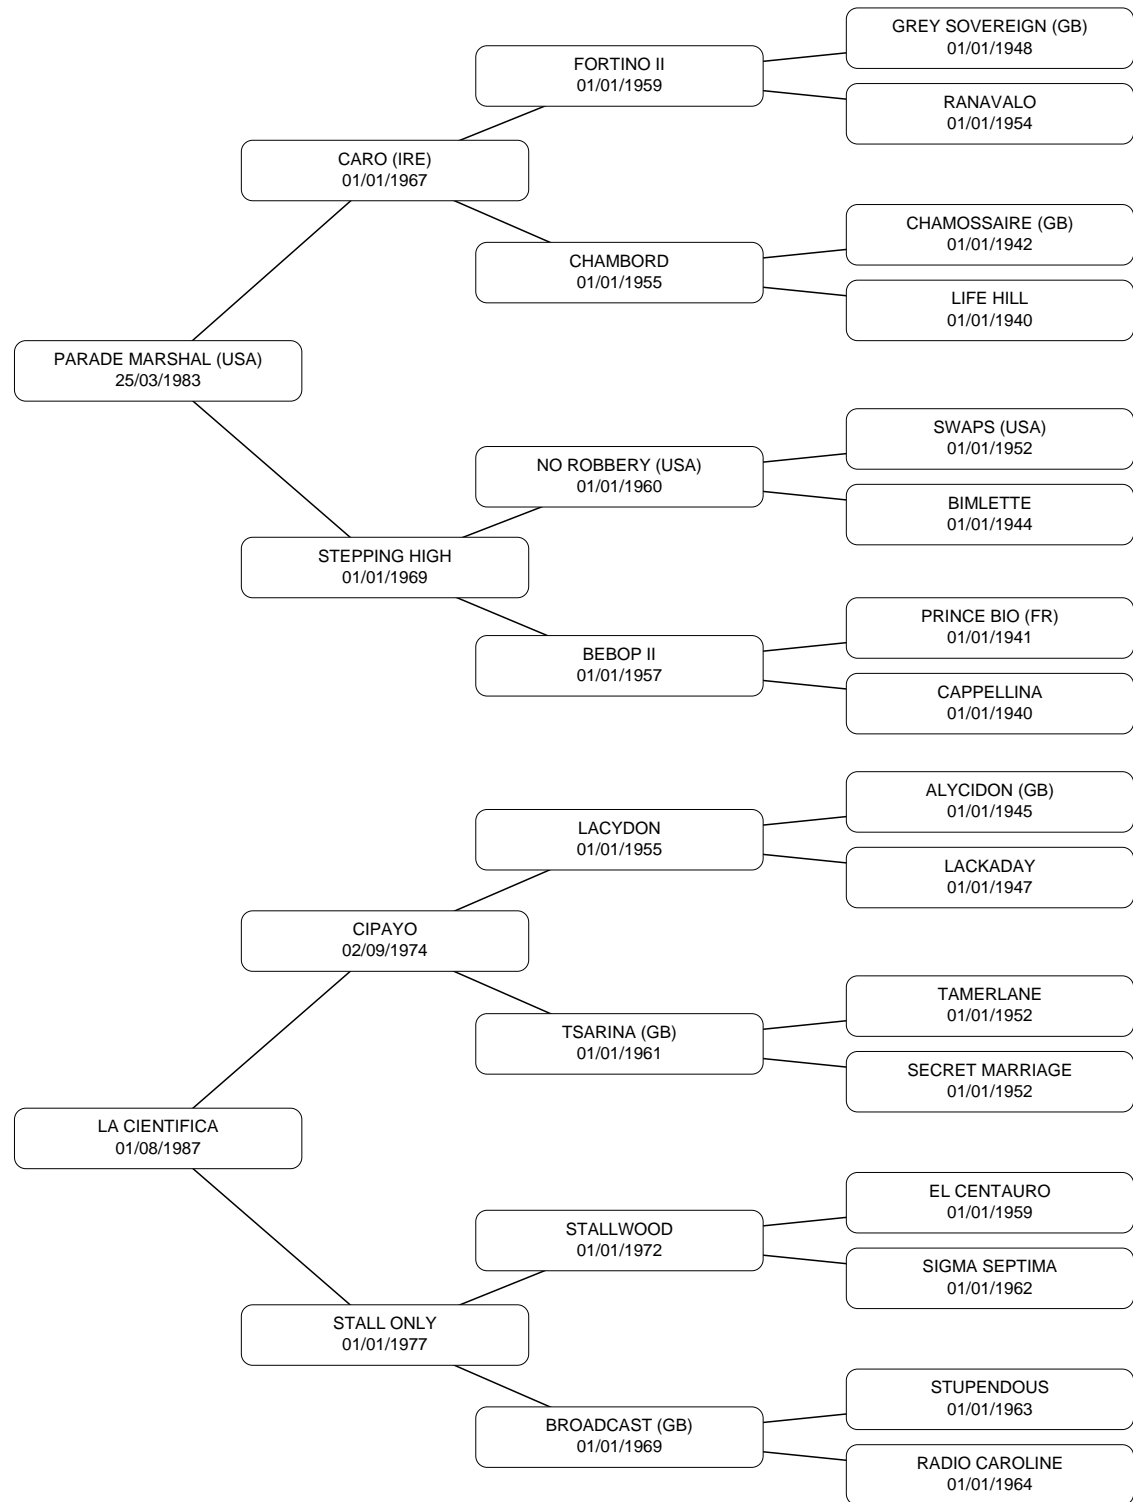 GREY SOVEREIGN (GB)
01/01/1948
FORTINO II
01/01/1959
RANAVALO
01/01/1954
CARO (IRE)
01/01/1967
CHAMOSSAIRE (GB)
01/01/1942
CHAMBORD
01/01/1955
LIFE HILL
01/01/1940
PARADE MARSHAL (USA)
25/03/1983
SWAPS (USA)
01/01/1952
NO ROBBERY (USA)
01/01/1960
BIMLETTE
01/01/1944
STEPPING HIGH
01/01/1969
PRINCE BIO (FR)
01/01/1941
BEBOP II
01/01/1957
CAPPELLINA
01/01/1940
ALYCIDON (GB)
01/01/1945
LACYDON
01/01/1955
LACKADAY
01/01/1947
CIPAYO
02/09/1974
TAMERLANE
01/01/1952
TSARINA (GB)
01/01/1961
SECRET MARRIAGE
01/01/1952
LA CIENTIFICA
01/08/1987
EL CENTAURO
01/01/1959
STALLWOOD
01/01/1972
SIGMA SEPTIMA
01/01/1962
STALL ONLY
01/01/1977
STUPENDOUS
01/01/1963
BROADCAST (GB)
01/01/1969
RADIO CAROLINE
01/01/1964